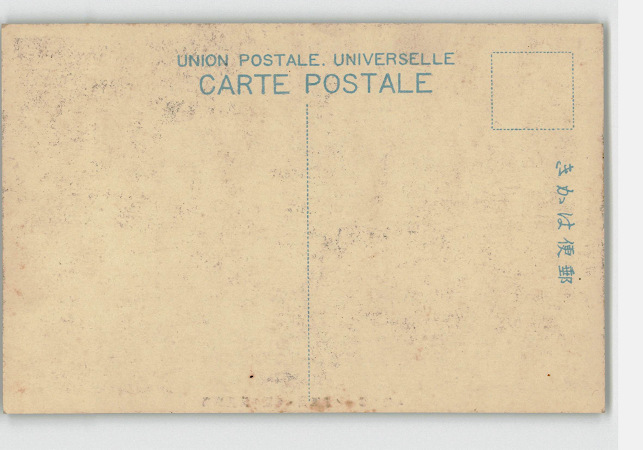 UNION POSTALE. UNIVERSELLE
CARTE POSTALE
きかは便郵